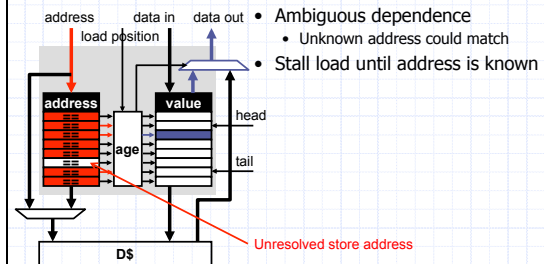 address data in data out
load position
address value
==
==
==
==
==
==
==
==
age
head
tail
D$
Unresolved store address
• Ambiguous dependence
• Unknown address could match
• Stall load until address is known